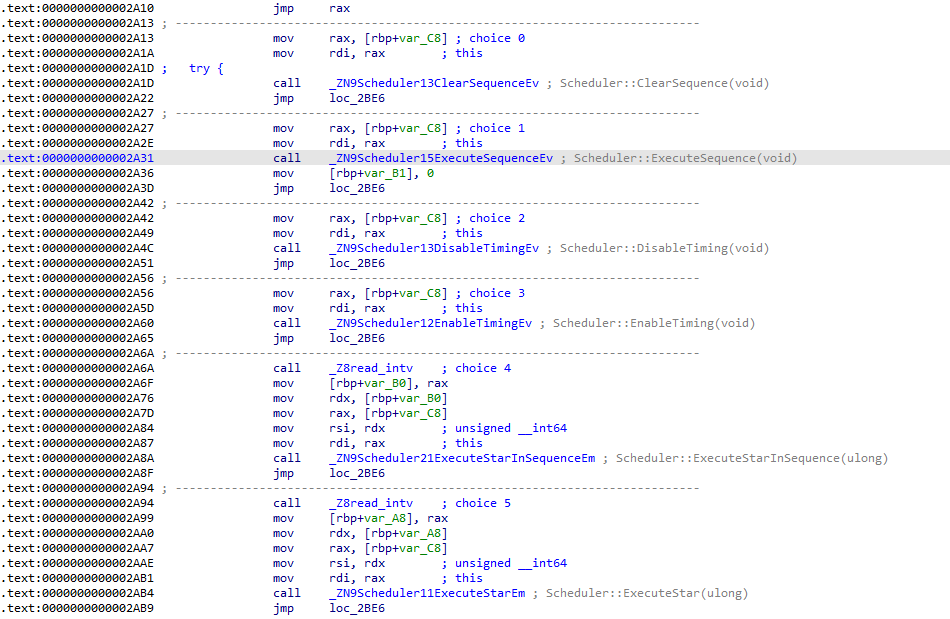 .text:0000000000002A10 jmp rax
.text:0000000000002A13 ; ---------------------------------------------------------------------------
.text:0000000000002A13 mov rax, [rbp+var_C8] ; choice 0
.text:0000000000002A1A mov rdi, rax ; this
.text:0000000000002A1D ; try {
.text:0000000000002A1D call _ZN9Scheduler13ClearSequenceEv ; Scheduler::ClearSequence(void)
.text:0000000000002A22 jmp loc_2BE6
.text:0000000000002A27 ; ---------------------------------------------------------------------------
.text:0000000000002A27 mov rax, [rbp+var_C8] ; choice 1
.text:0000000000002A2E mov rdi, rax ; this
.text:0000000000002A31 call _ZN9Scheduler15ExecuteSequenceEv ; Scheduler::ExecuteSequence(void)
.text:0000000000002A36 mov [rbp+var_B1], 0
.text:0000000000002A3D jmp loc_2BE6
.text:0000000000002A42 ; ---------------------------------------------------------------------------
.text:0000000000002A42 mov rax, [rbp+var_C8] ; choice 2
.text:0000000000002A49 mov rdi, rax ; this
.text:0000000000002A4C call _ZN9Scheduler13DisableTimingEv ; Scheduler::DisableTiming(void)
.text:0000000000002A51 jmp loc_2BE6
.text:0000000000002A56 ; ---------------------------------------------------------------------------
.text:0000000000002A56 mov rax, [rbp+var_C8] ; choice 3
.text:0000000000002A5D mov rdi, rax ; this
.text:0000000000002A60 call _ZN9Scheduler12EnableTimingEv ; Scheduler::EnableTiming(void)
.text:0000000000002A65 jmp loc_2BE6
.text:0000000000002A6A ; ---------------------------------------------------------------------------
.text:0000000000002A6A call _Z8read_intv ; choice 4
.text:0000000000002A6F mov [rbp+var_B0], rax
.text:0000000000002A76 mov rdx, [rbp+var_B0]
.text:0000000000002A7D mov rax, [rbp+var_C8]
.text:0000000000002A84 mov rsi, rdx ; unsigned __int64
.text:0000000000002A87 mov rdi, rax ; this
.text:0000000000002A8A call _ZN9Scheduler21ExecuteStarInSequenceEm ; Scheduler::ExecuteStarInSequence(ulong)
.text:0000000000002A8F jmp loc_2BE6
.text:0000000000002A94 ; ---------------------------------------------------------------------------
.text:0000000000002A94 call _Z8read_intv ; choice 5
.text:0000000000002A99 mov [rbp+var_A8], rax
.text:0000000000002AA0 mov rdx, [rbp+var_A8]
.text:0000000000002AA7 mov rax, [rbp+var_C8]
.text:0000000000002AAE mov rsi, rdx ; unsigned __int64
.text:0000000000002AB1 mov rdi, rax ; this
.text:0000000000002AB4 call _ZN9Scheduler11ExecuteStarEm ; Scheduler::ExecuteStar(ulong)
.text:0000000000002AB9 jmp loc_2BE6